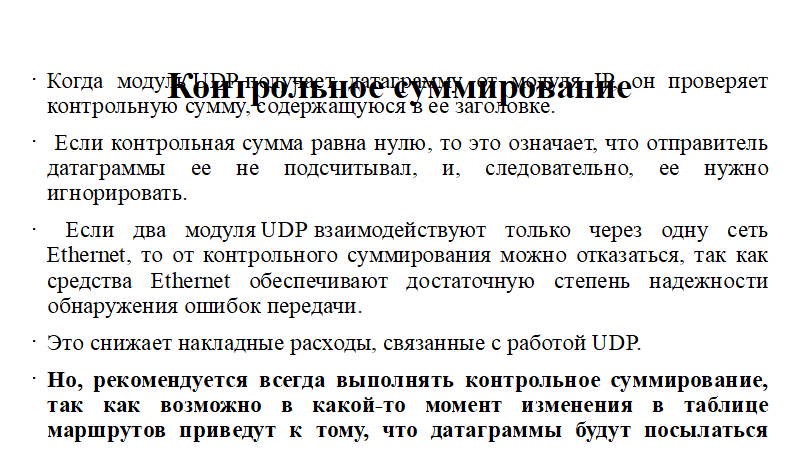 Контрольное суммирование
· Когда модуль UDP получает датаграмму от модуля IP, он проверяет
контрольную сумму, содержащуюся в ее заголовке.
· Если контрольная сумма равна нулю, то это означает, что отправитель
датаграммы ее не подсчитывал, и, следовательно, ее нужно
игнорировать.
· Если два модуля UDP взаимодействуют только через одну сеть
Ethernet, то от контрольного суммирования можно отказаться, так как
средства Ethernet обеспечивают достаточную степень надежности
обнаружения ошибок передачи.
· Это снижает накладные расходы, связанные с работой UDP.
· Но, рекомендуется всегда выполнять контрольное суммирование,
так как возможно в какой-то момент изменения в таблице
маршрутов приведут к тому, что датаграммы будут посылаться